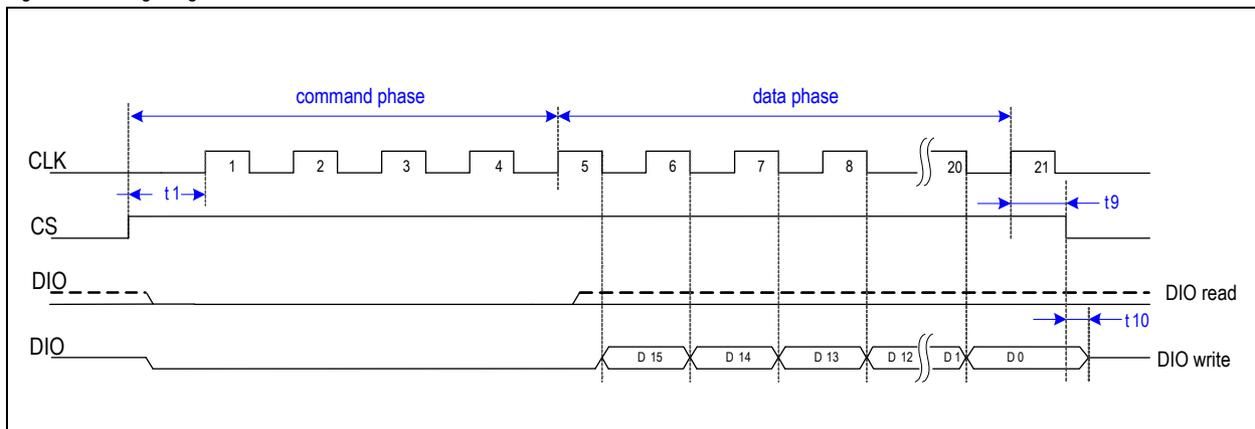 command phase data phase
CLK 1 2 3 4 5 6 7 8 20 21
t1
t9
CS
DIO
DIO read
t10
DIO D 15 D 14 D 13 D 12 D 1 D 0
DIO write